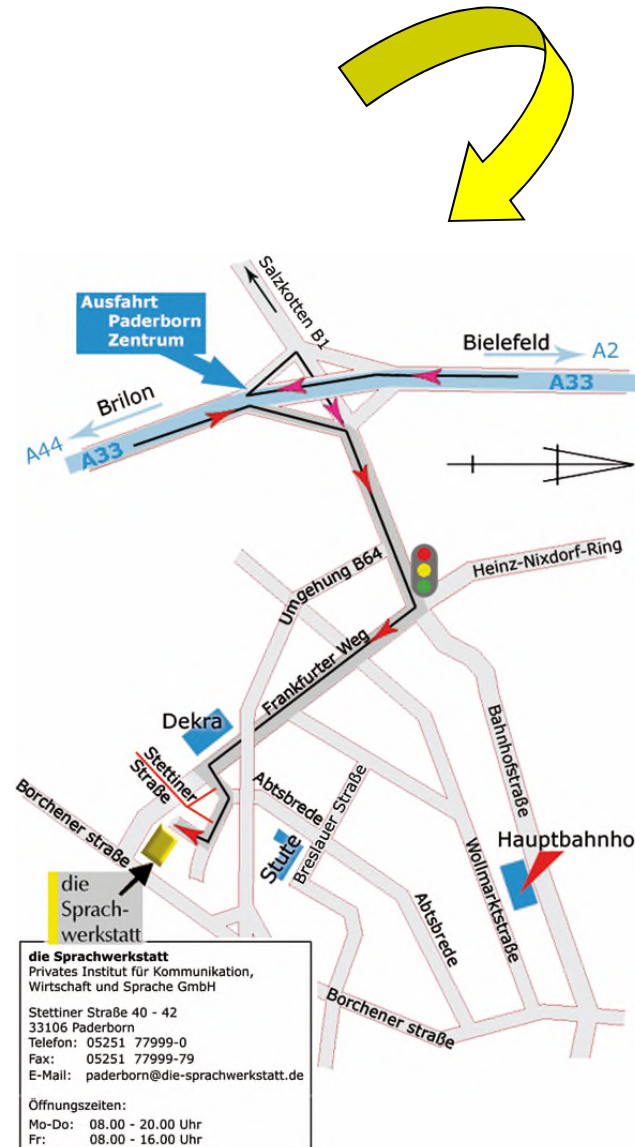 Salzkotten B1
Ausfahrt
Paderborn
Zentrum
Bielefeld
A2
A33
Brilon
A44
A33
Umgehung B64
Heinz-Nixdorf-Ring
Frankfurter Weg
Dekra
Stettiner
Straße
Abtsbrede
Borchener straße
Stute
Breslauer Straße
Bahnhofstraße
Hauptbahnho
Wollmarktstraße
Abtsbrede
Borchener straße
die
Sprach-
werkstatt
die Sprachwerkstatt
Privates Institut für Kommunikation,
Wirtschaft und Sprache GmbH
Stettiner Straße 40 - 42
33106 Paderborn
Telefon: 05251 77999-0
Fax: 05251 77999-79
E-Mail: paderborn@die-sprachwerkstatt.de
Öffnungszeiten:
Mo-Do: 08.00 - 20.00 Uhr
Fr: 08.00 - 16.00 Uhr